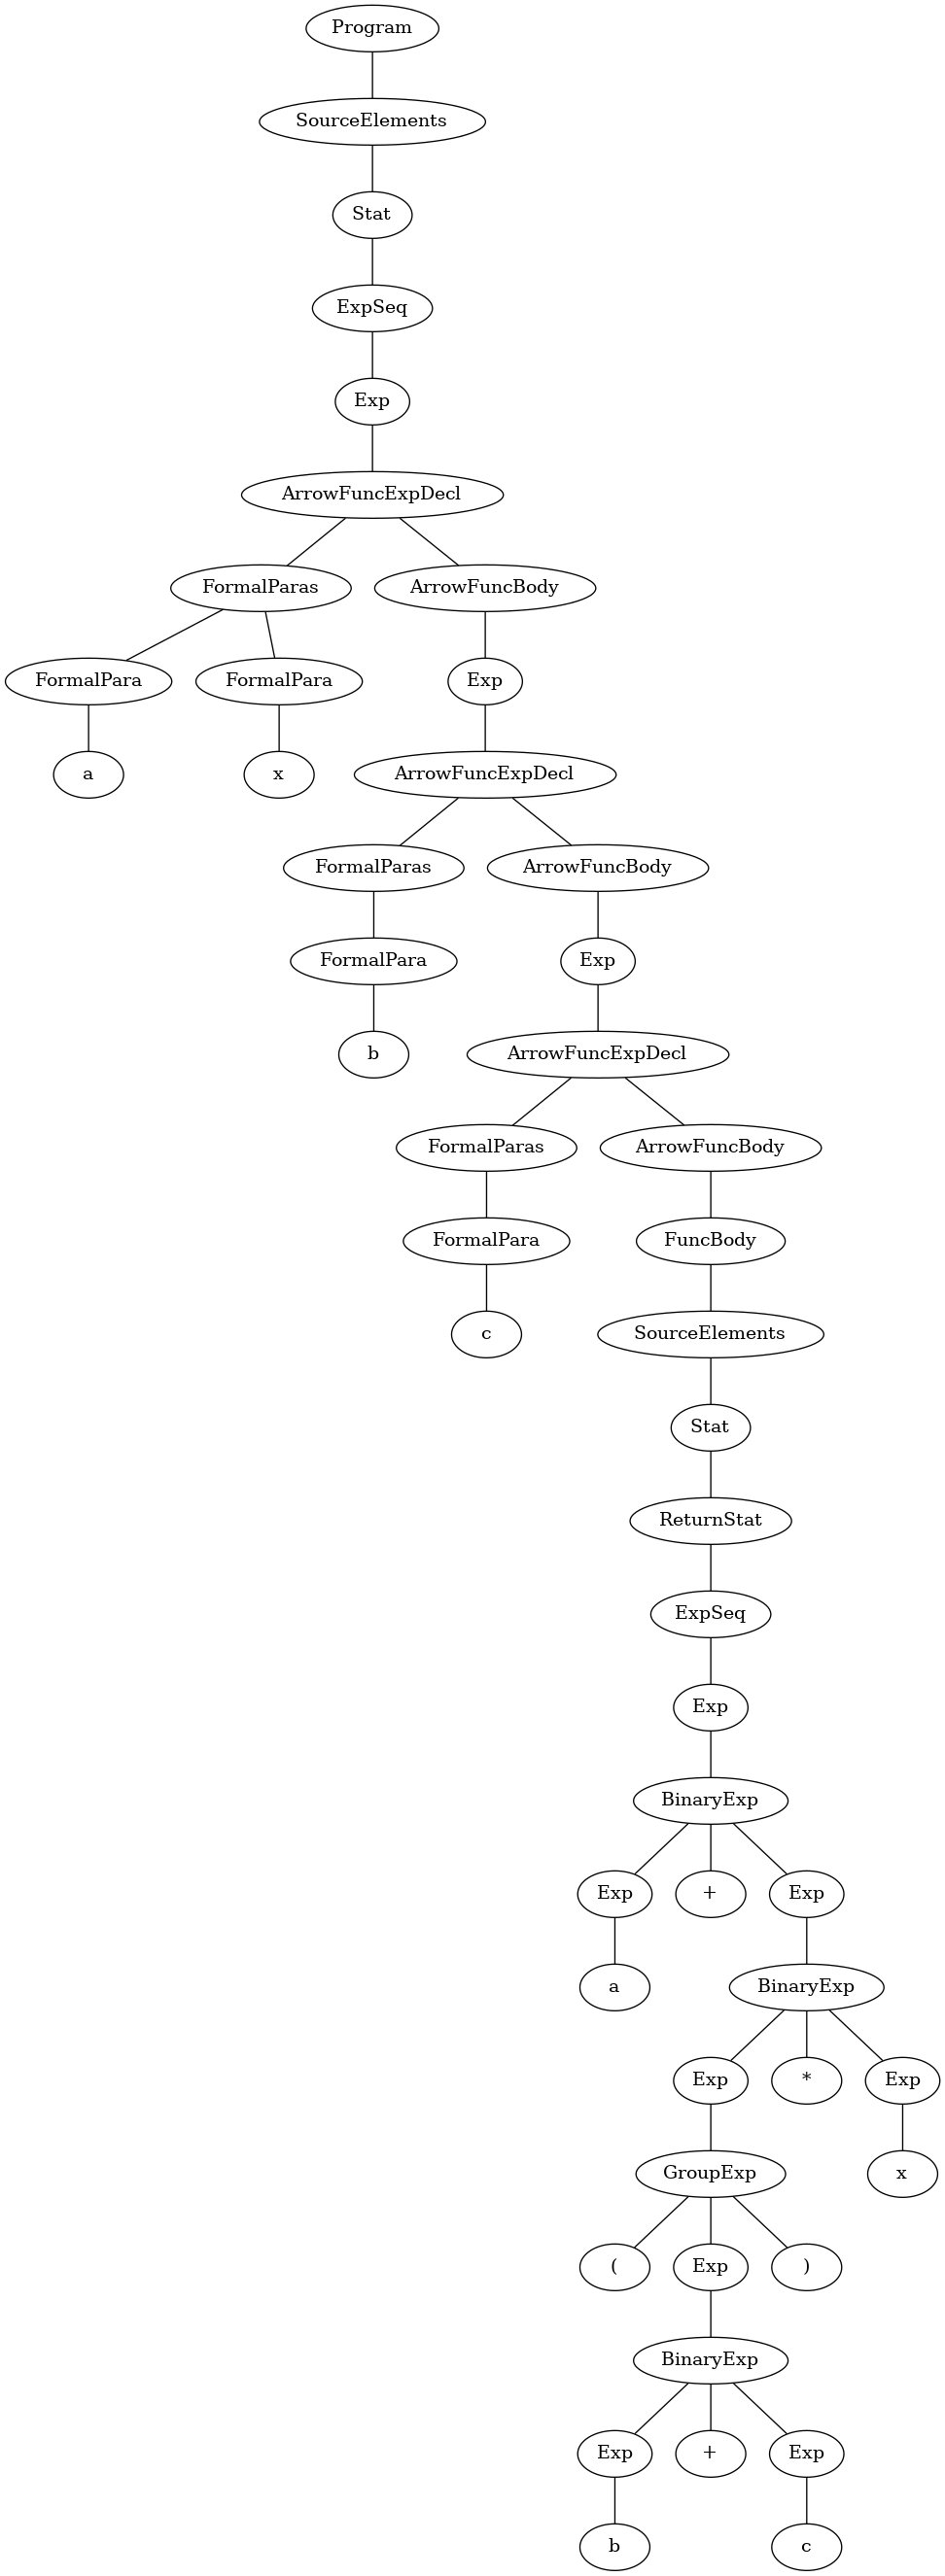 Program
SourceElements
Stat
ExpSeq
Exp
ArrowFuncExpDecl
FormalParas ArrowFuncBody
FormalPara FormalPara Exp
a x ArrowFuncExpDecl
FormalParas ArrowFuncBody
FormalPara Exp
b ArrowFuncExpDecl
FormalParas ArrowFuncBody
FormalPara FuncBody
c SourceElements
Stat
ReturnStat
ExpSeq
Exp
BinaryExp
Exp + Exp
a BinaryExp
Exp * Exp
GroupExp x
( Exp )
BinaryExp
Exp + Exp
b c